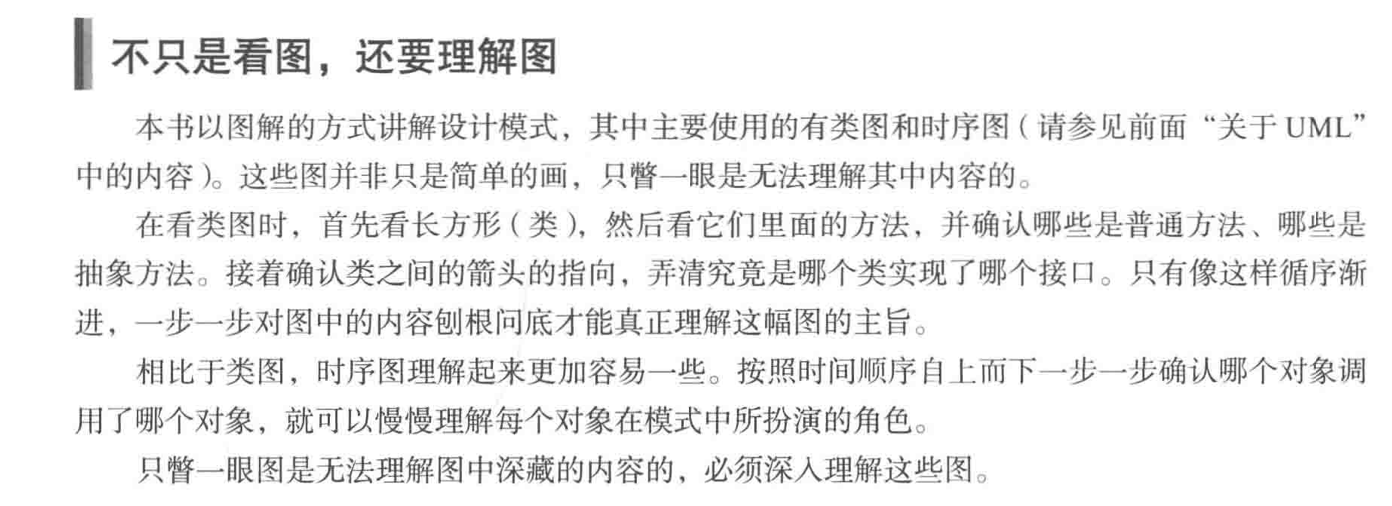 不只是看图，还要理解图
本书以图解的方式讲解设计模式，其中主要使用的有类图和时序图（请参见前面“关于 UML”
中的内容）。这些图并非只是简单的画，只瞥一眼是无法理解其中内容的。
在看类图时，首先看长方形（类），然后看它们里面的方法，并确认哪些是普通方法、哪些是
抽象方法。接着确认类之间的箭头的指向，弄清究竟是哪个类实现了哪个接口。只有像这样循序渐
进，一步一步对图中的内容刨根问底才能真正理解这幅图的主旨。
相比于类图，时序图理解起来更加容易一些。按照时间顺序自上而下一步一步确认哪个对象调
用了哪个对象，就可以慢慢理解每个对象在模式中所扮演的角色。
只瞥一眼图是无法理解图中深藏的内容的，必须深入理解这些图。